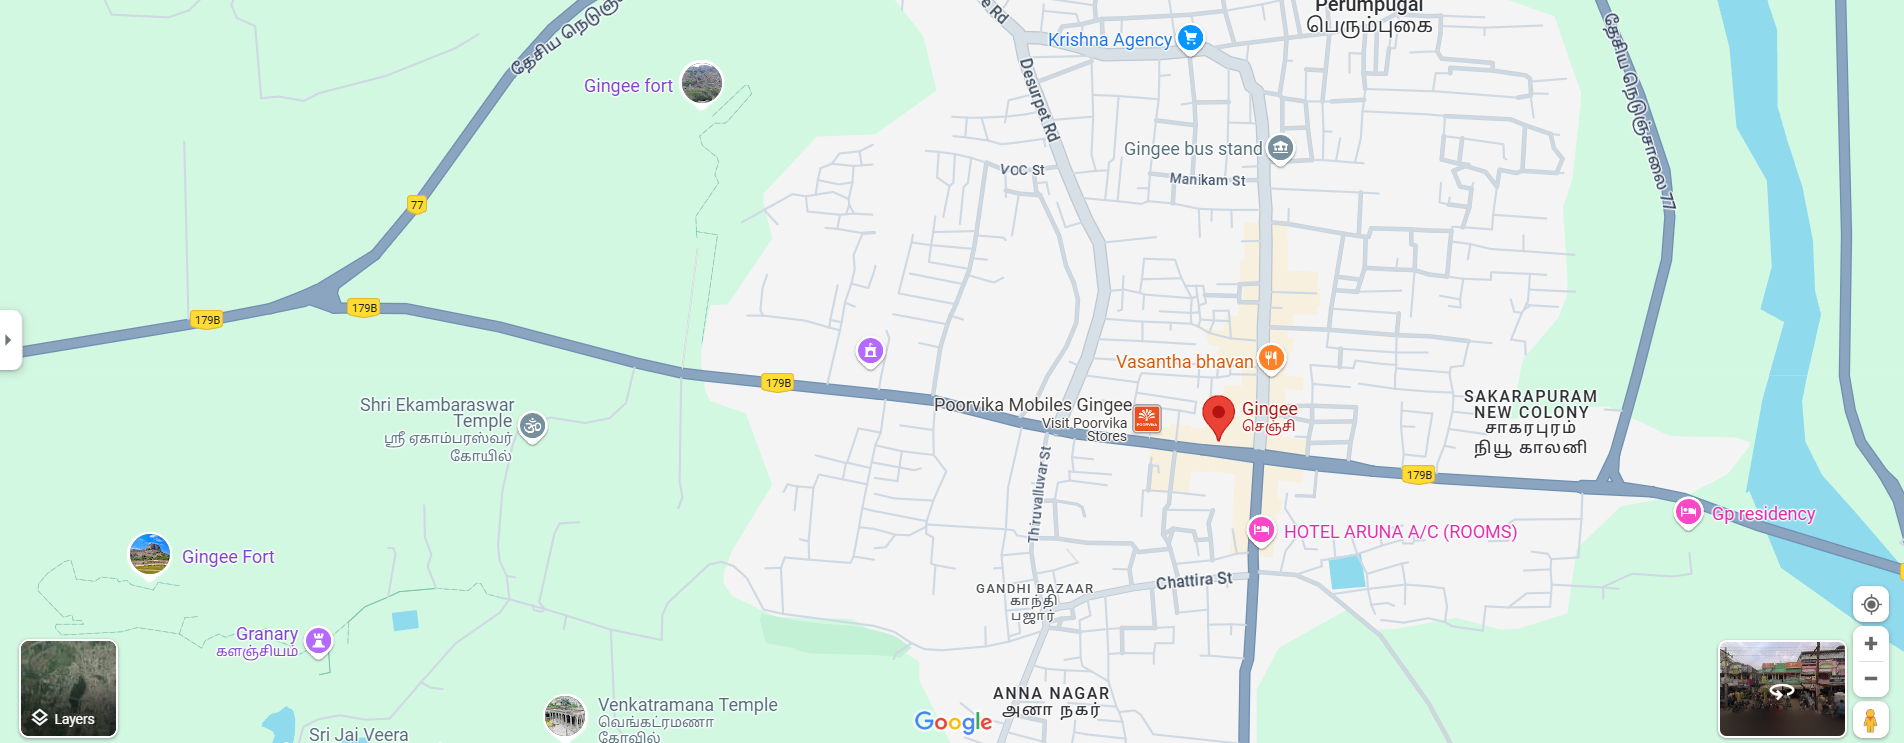 Perumpugai
பெரும்புகை
தேசிய நெடுஞ்
e Rd
Krishna Agency
தேசிய நெடுஞ்சாலை 77
Gingee fort
Desurpet Rd
Gingee bus stand
VOC St
Manikam St
77
179B
179B
179B
Vasantha bhavan
Shri Ekambaraswar
Temple
ஸ்ரீ ஏகாம்பரஸ்வர்
கோயில்
Poorvika Mobiles Gingee
Visit Poorvika
Stores
POORVIKA
Gingee
செஞ்சி
SAKARAPURAM
NEW COLONY
சாகரபுரம்
நியூ காலனி
179B
Thiruvalluvar St
Gp residency
HOTEL ARUNA A/C (ROOMS)
Gingee Fort
Chattira St
GANDHI BAZAAR
காந்தி
பஜார்
Granary
களஞ்சியம்
ANNA NAGAR
அனா நகர்
Venkatramana Temple
வெங்கட்ரமணா
கோவில்
Layers
Google
Sri Jai Veera